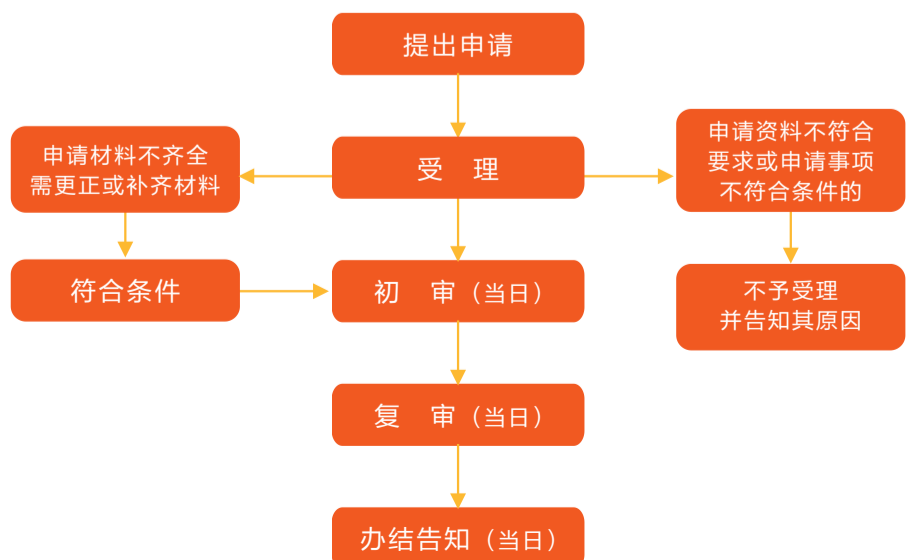 提出申请
申请材料不齐全
需更正或补齐材料
受 理
申请资料不符合
要求或申请事项
不符合条件的
符合条件
初 审（当日）
不予受理
并告知其原因
复 审（当日）
办结告知（当日）